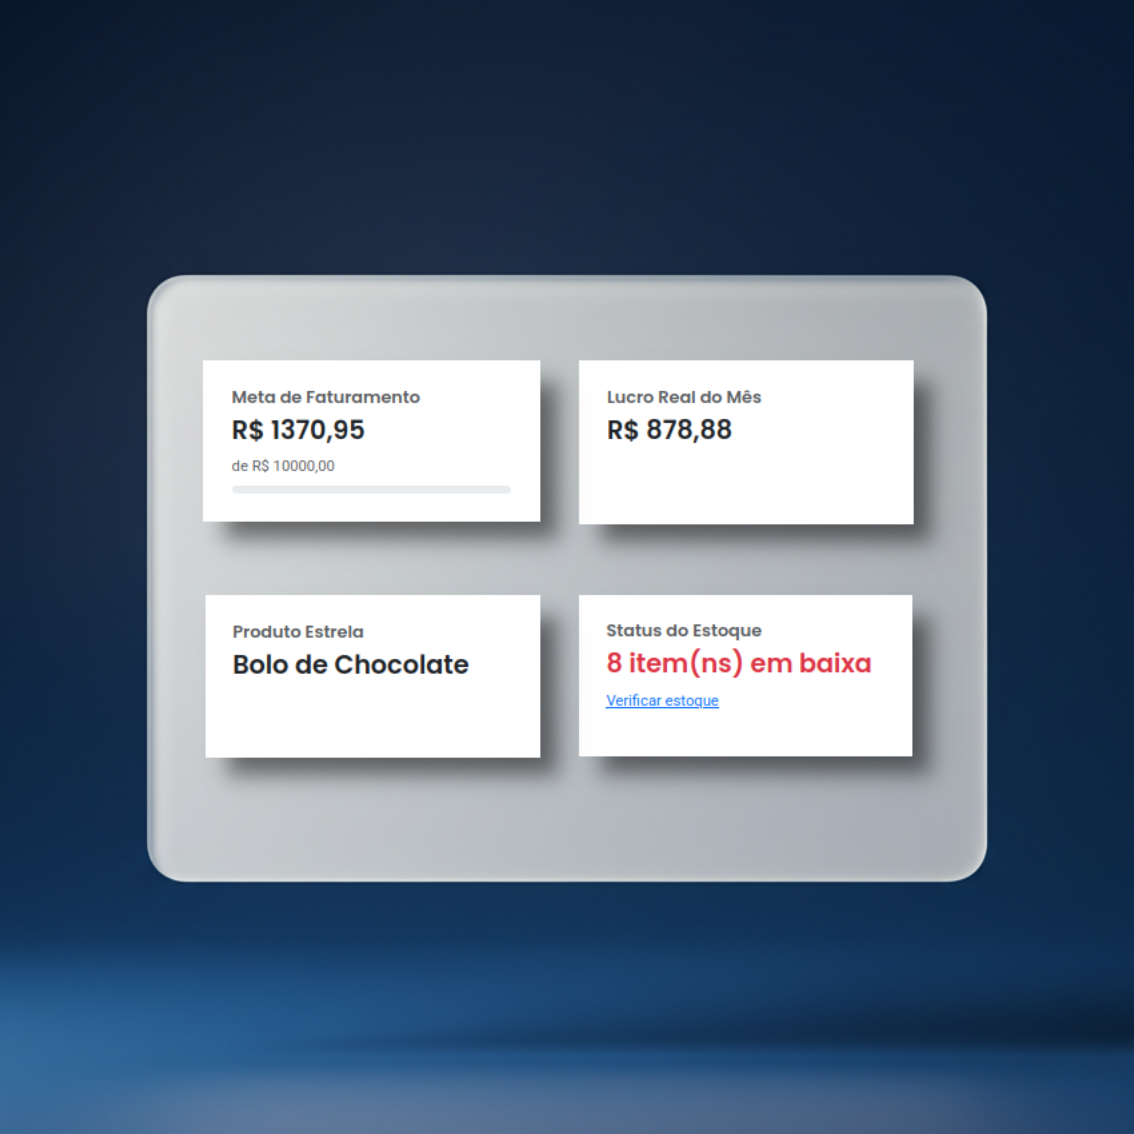 Meta de Faturamento
R$ 1370,95
de R$ 10000,00
Lucro Real do Mês
R$ 878,88
Produto Estrela
Bolo de Chocolate
Status do Estoque
8 item(ns) em baixa
Verificar estoque